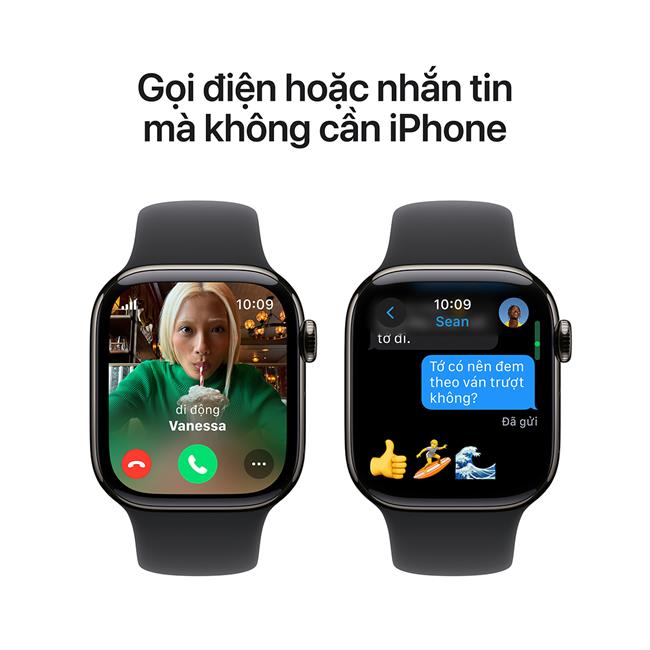 Gọi điện hoặc nhắn tin
mà không cần iPhone
10:09
di động
Vanessa
10:09
Sean
tớ đi.
Tớ có nên đem
theo ván trượt
không?
Đã gửi